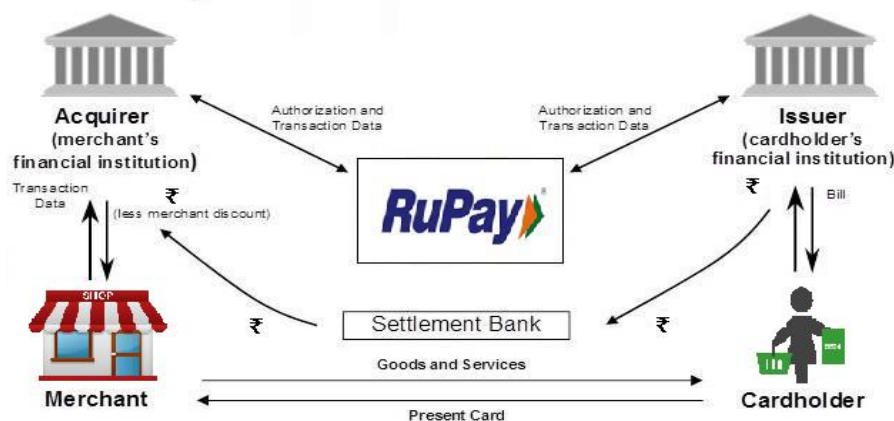 Acquirer
(merchant's
financial institution)
Issuer
(cardholder's
financial institution)
Authorization and
Transaction Data
Authorization and
Transaction Data
Transaction
Data
₹
(less merchant discount)
RuPay
®
₹
Bill
SHOP
₹
Settlement Bank
₹
Goods and Services
Merchant
Present Card
Cardholder